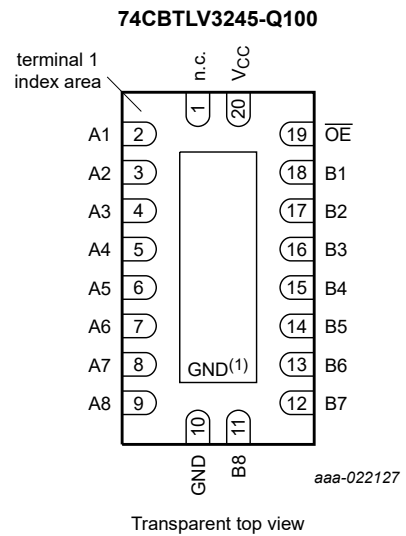 74CBTLV3245-Q100
terminal 1
index area
n.c.
VCC
1
20
A1 2
19 OE
A2 3
18 B1
A3 4
17 B2
A4 5
16 B3
A5 6
15 B4
A6 7
14 B5
A7 8
13 B6
A8 9
12 B7
GND(1)
10
11
GND
B8
aaa-022127
Transparent top view